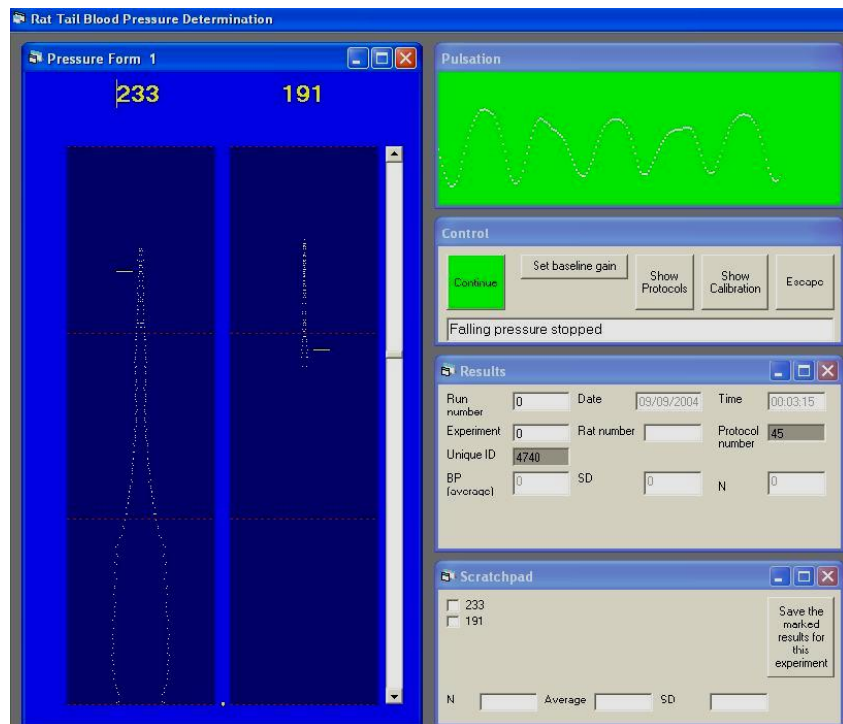 Rat Tail Blood Pressure Determination
Pressure Form 1
233 191
Pulsation
Control
Continue
Set baseline gain
Show
Protocols
Show
Calibration
Escape
Falling pressure stopped
Results
Run
number
0
Date
09/09/2004
Time
00:03:15
Experiment
0
Rat number
Protocol
number
45
Unique ID
4740
BP
(average)
0
SD
0
N
0
Scratchpad
233
191
Save the
marked
results for
this
experiment
N
Average
SD